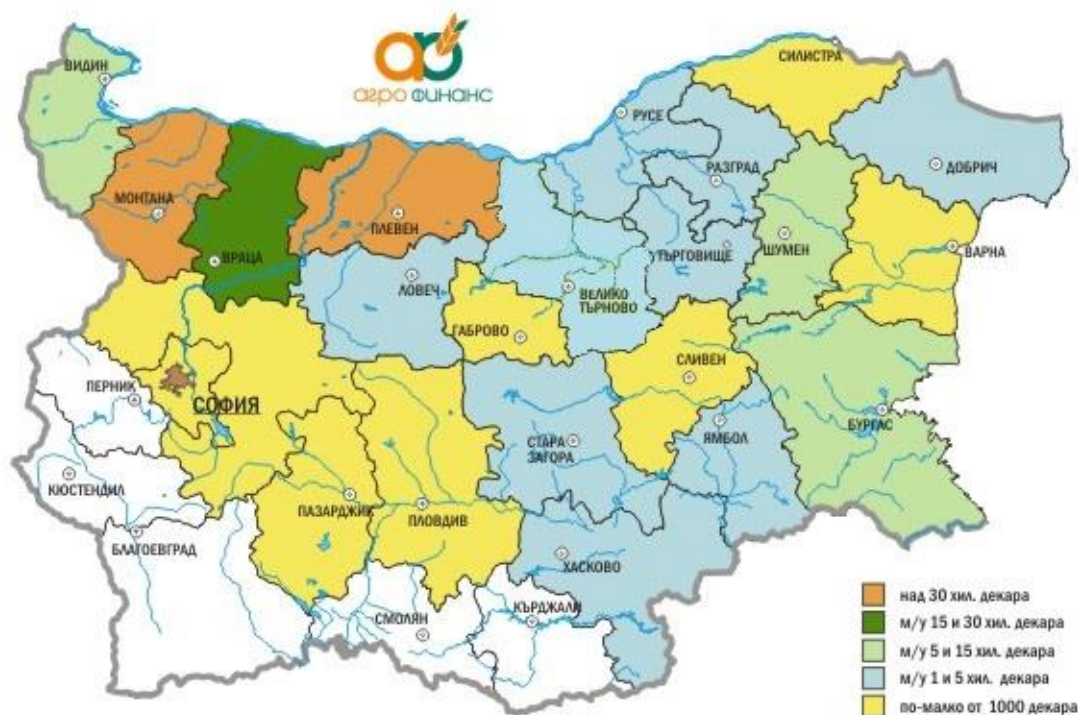 агро финанс
ВИДИН
МОНТАНА
ВРАЦА
ПЛЕВЕН
ЛОВЕЧ
ГАБРОВО
ВЕЛИКО
ТЪРНОВО
РУСЕ
СИЛИСТРА
РАЗГРАД
ДОБРИЧ
ТЪРГОВИЩЕ
ШУМЕН
ВАРНА
СЛИВЕН
БУРГАС
ЯМБОЛ
СТАРА
ЗАГОРА
ПЕРНИК
СОФИЯ
КЮСТЕНДИЛ
БЛАГОЕВГРАД
ПАЗАРДЖИК
ПЛОВДИВ
ХАСКОВО
СМОЛЯН
КЪРДЖАЛИ
над 30 хил. декара
м/у 15 и 30 хил. декара
м/у 5 и 15 хил. декара
м/у 1 и 5 хил. декара
по-малко от 1000 декара